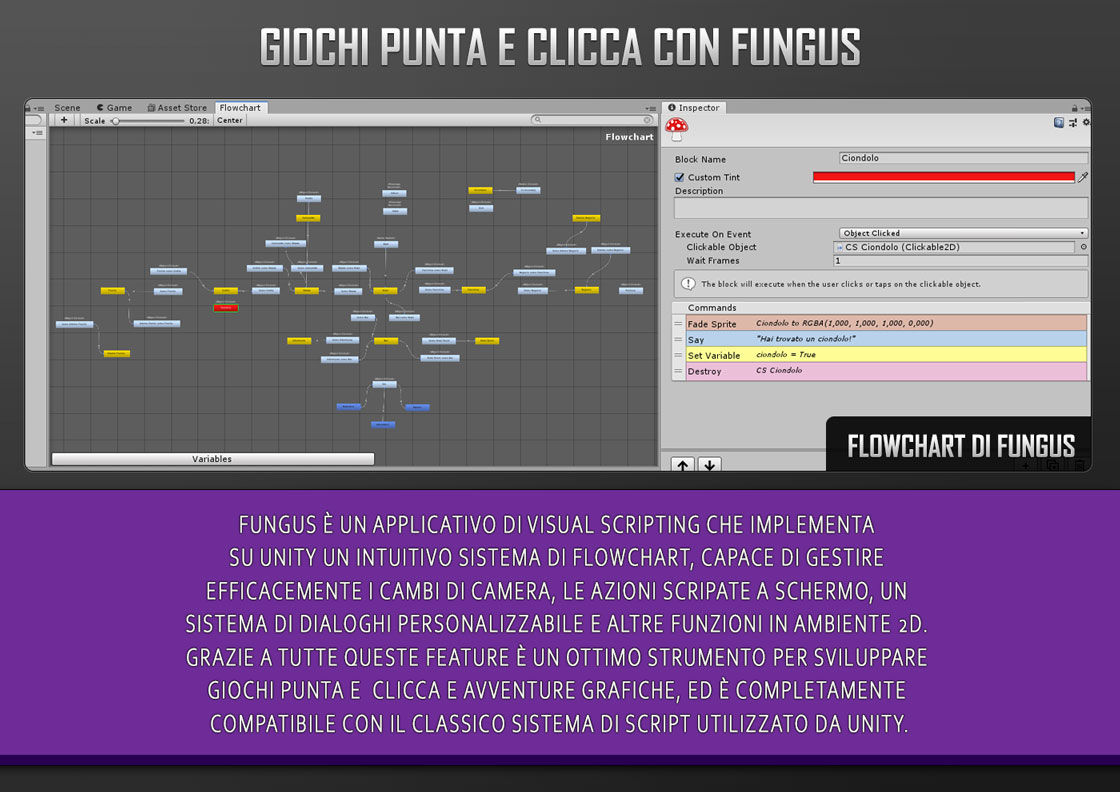 GIOCHI PUNTA E CLICCA CON FUNGUS
Scene Game Asset Store Flowchart
+ Scale 0.28: Center
Flowchart
Variables
Inspector
Block Name Ciondolo
Custom Tint
Description
Execute On Event Object Clicked
Clickable Object CS Ciondolo (Clickable2D)
Wait Frames 1
The block will execute when the user clicks or taps on the clickable object.
Commands
Fade Sprite Ciondolo to RGBA(1,000, 1,000, 1,000, 0,000)
Say "Hai trovato un ciondolo!"
Set Variable ciondolo = True
Destroy CS Ciondolo
FLOWCHART DI FUNGUS
FUNGUS È UN APPLICATIVO DI VISUAL SCRIPTING CHE IMPLEMENTA
SU UNITY UN INTUITIVO SISTEMA DI FLOWCHART, CAPACE DI GESTIRE
EFFICACEMENTE I CAMBI DI CAMERA, LE AZIONI SCRIPATE A SCHERMO, UN
SISTEMA DI DIALOGHI PERSONALIZZABILE E ALTRE FUNZIONI IN AMBIENTE 2D.
GRAZIE A TUTTE QUESTE FEATURE È UN OTTIMO STRUMENTO PER SVILUPPARE
GIOCHI PUNTA E  CLICCA E AVVENTURE GRAFICHE, ED È COMPLETAMENTE
COMPATIBILE CON IL CLASSICO SISTEMA DI SCRIPT UTILIZZATO DA UNITY.